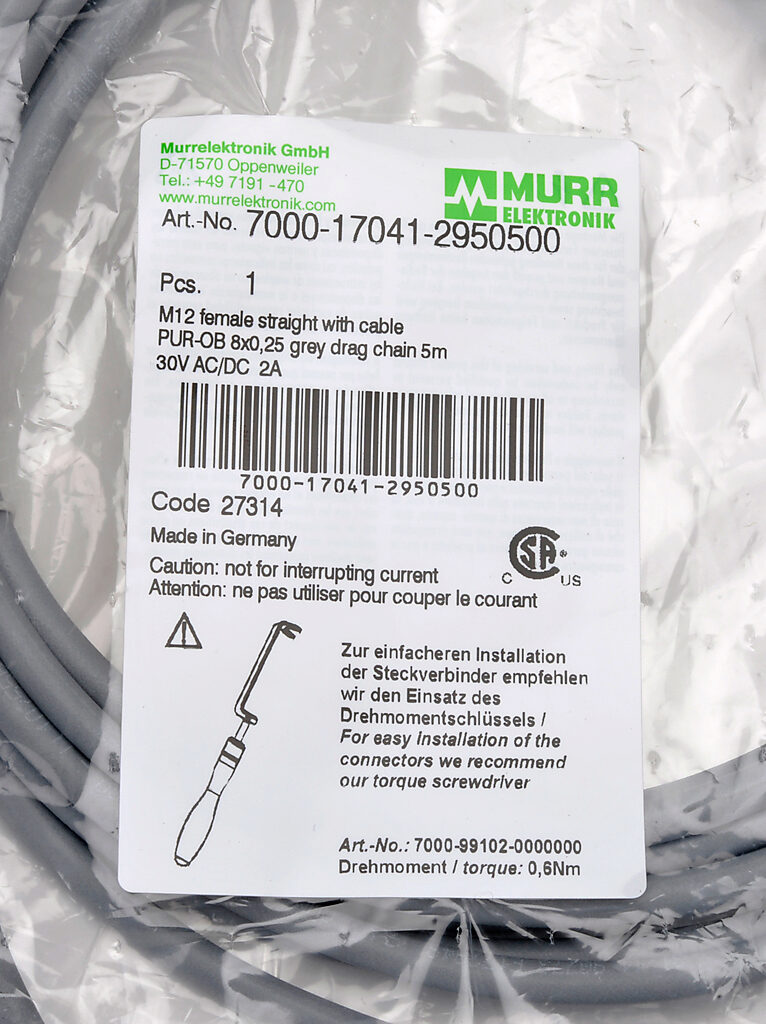 Murrelektronik GmbH
D-71570 Oppenweiler
Tel.: +49 7191 -470
www.murrelektronik.com
MURR
ELEKTRONIK
Art.-No. 7000-17041-2950500
Pcs. 1
M12 female straight with cable
PUR-OB 8x0,25 grey drag chain 5m
30V AC/DC 2A
7000-17041-2950500
Code 27314
Made in Germany
C SA ® US
Caution: not for interrupting current
Attention: ne pas utiliser pour couper le courant
Zur einfacheren Installation
der Steckverbinder empfehlen
wir den Einsatz des
Drehmomentschlüssels /
For easy Installation of the
connectors we recommend
our torque screwdriver
Art.-No.: 7000-99102-0000000
Drehmoment / torque: 0,6Nm